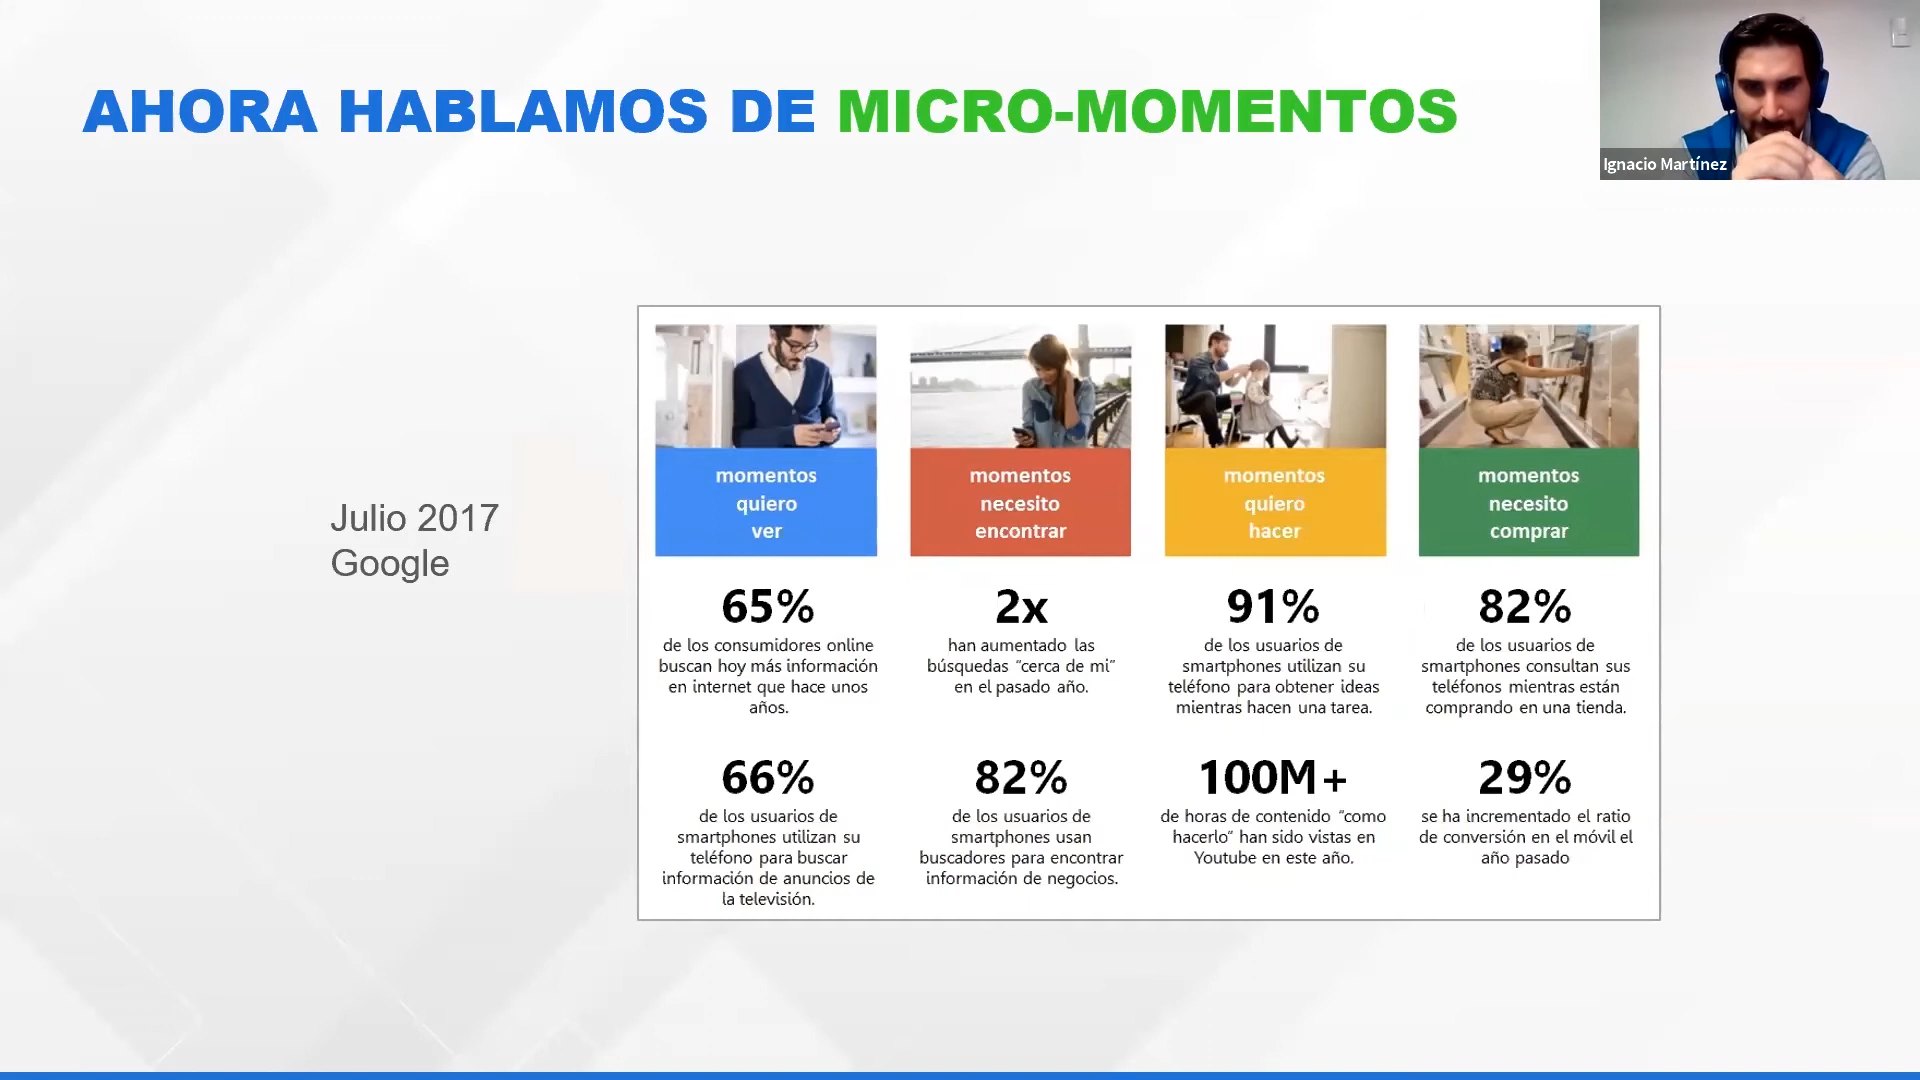 AHORA HABLAMOS DE MICRO-MOMENTOS
Ignacio Martínez
Julio 2017
Google
momentos
quiero
ver
65%
de los consumidores online
buscan hoy más información
en internet que hace unos
años.
66%
de los usuarios de
smartphones utilizan su
teléfono para buscar
información de anuncios de
la televisión.
momentos
necesito
encontrar
2x
han aumentado las
búsquedas “cerca de mi”
en el pasado año.
82%
de los usuarios de
smartphones usan
buscadores para encontrar
información de negocios.
momentos
quiero
hacer
91%
de los usuarios de
smartphones utilizan su
teléfono para obtener ideas
mientras hacen una tarea.
100M+
de horas de contenido “como
hacerlo” han sido vistas en
Youtube en este año.
momentos
necesito
comprar
82%
de los usuarios de
smartphones consultan sus
teléfonos mientras están
comprando en una tienda.
29%
se ha incrementado el ratio
de conversión en el móvil el
año pasado